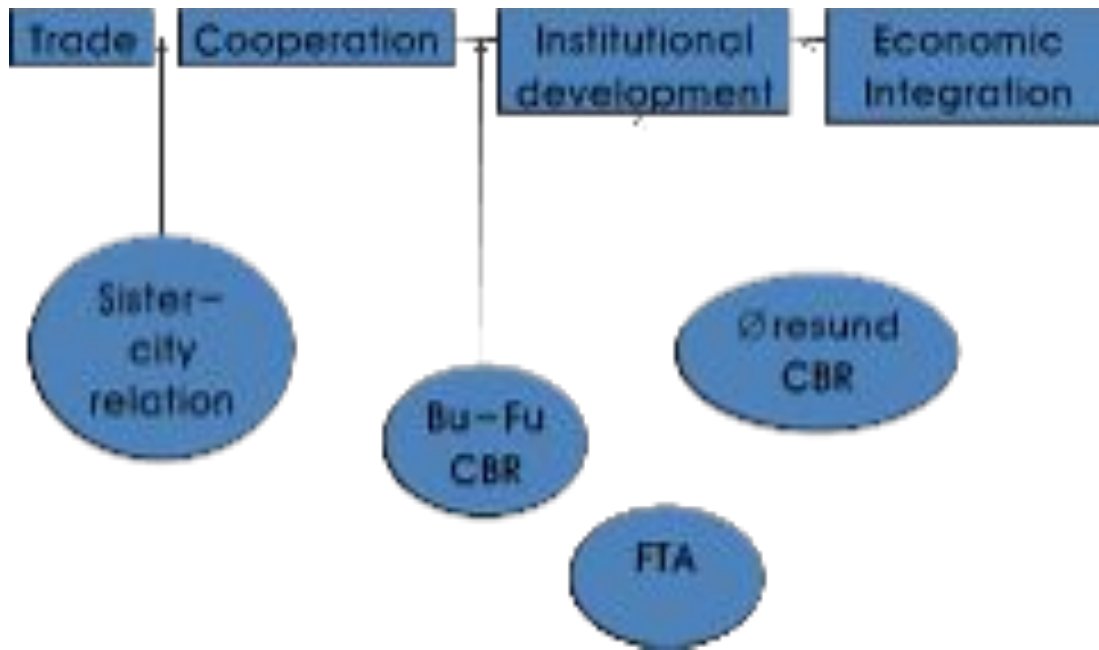 Trade
Cooperation
Institutional
development
Economic
Integration
Sister-
city
relation
Bu-Fu
CBR
Øresund
CBR
FTA